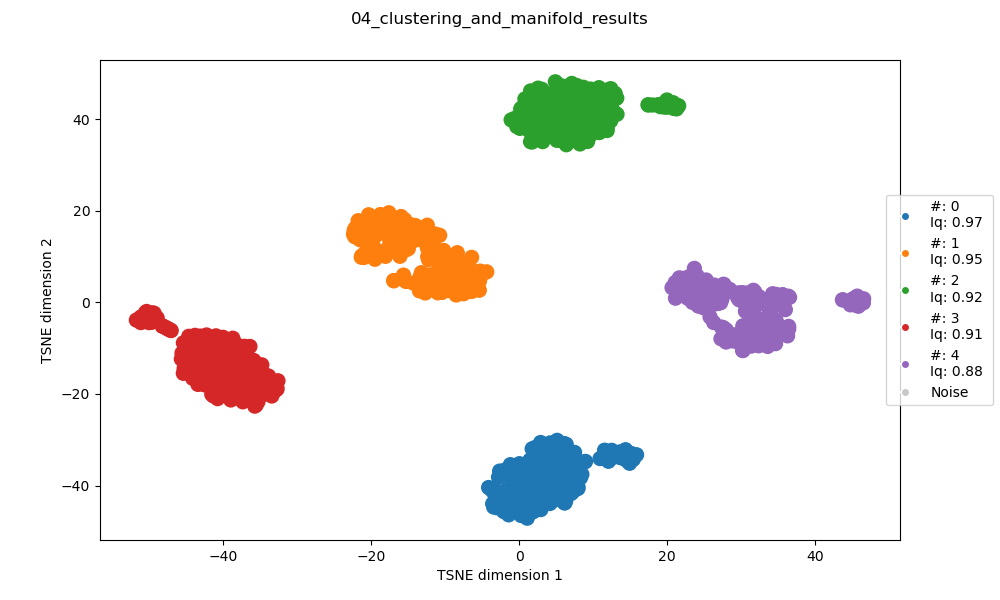 04_clustering_and_manifold_results
TSNE dimension 2
40
20
0
−20
−40
−40
−20
0
20
40
TSNE dimension 1
#: 0
Iq: 0.97
#: 1
Iq: 0.95
#: 2
Iq: 0.92
#: 3
Iq: 0.91
#: 4
Iq: 0.88
Noise